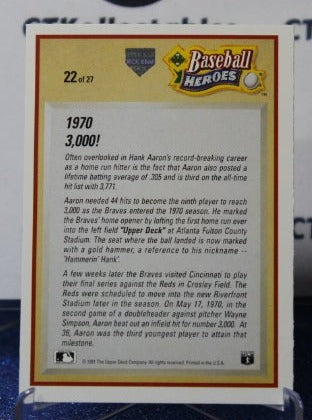 CTKollectables
22 of 27
Baseball
HEROES
1970
3,000!
Often overlooked in Hank Aaron's record-breaking career
as a home run hitter is the fact that Aaron also posted a
lifetime batting average of .305 and is third on the all-time
hit list with 3,771.
Aaron needed 44 hits to become the ninth player to reach
3,000 as the Braves entered the 1970 season. He marked
the Braves' home opener by lofting the first home run ever
into the left field "Upper Deck" at Atlanta Fulton County
Stadium. The seat where the ball landed is now marked
with a gold hammer, a reference to his nickname --
'Hammerin' Hank'.
A few weeks later the Braves visited Cincinnati to play
their final series against the Reds in Crosley Field. The
Reds were scheduled to move into the new Riverfront
Stadium later in the season. On May 17, 1970, in the
second game of a doubleheader against pitcher Wayne
Simpson, Aaron beat out an infield hit for number 3,000. At
36, Aaron was the third youngest player to attain that
milestone.
© 1991 The Upper Deck Company. All rights reserved. Printed in the U.S.A.